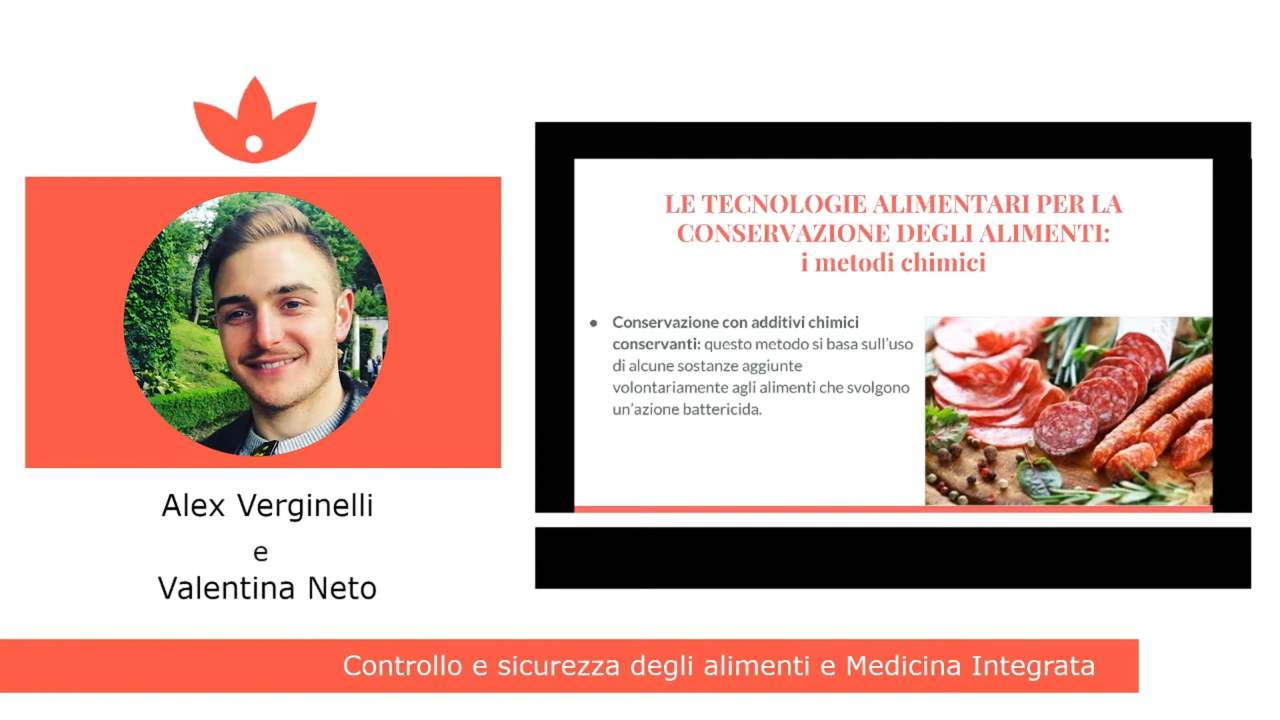 Alex Verginelli
e
Valentina Neto
LE TECNOLOGIE ALIMENTARI PER LA
CONSERVAZIONE DEGLI ALIMENTI:
i metodi chimici
● Conservazione con additivi chimici
conservanti: questo metodo si basa sull'uso
di alcune sostanze aggiunte
volontariamente agli alimenti che svolgono
un'azione battericida.
Controllo e sicurezza degli alimenti e Medicina Integrata